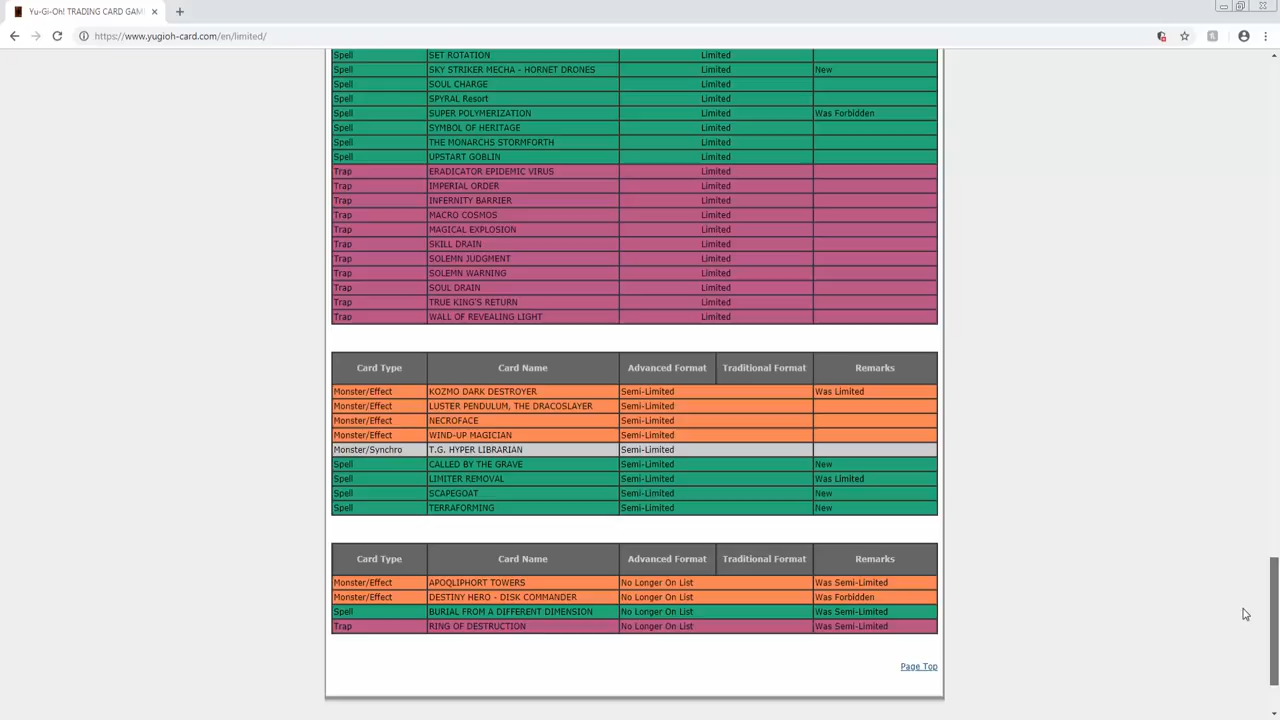 Yu-Gi-Oh! TRADING CARD GAM
https://www.yugioh-card.com/en/limited/
Spell SET ROTATION Limited
Spell SKY STRIKER MECHA - HORNET DRONES Limited New
Spell SOUL CHARGE Limited
Spell SPYRAL Resort Limited
Spell SUPER POLYMERIZATION Limited Was Forbidden
Spell SYMBOL OF HERITAGE Limited
Spell THE MONARCHS STORMFORTH Limited
Spell UPSTART GOBLIN Limited
Trap ERADICATOR EPIDEMIC VIRUS Limited
Trap IMPERIAL ORDER Limited
Trap INFERNITY BARRIER Limited
Trap MACRO COSMOS Limited
Trap MAGICAL EXPLOSION Limited
Trap SKILL DRAIN Limited
Trap SOLEMN JUDGMENT Limited
Trap SOLEMN WARNING Limited
Trap SOUL DRAIN Limited
Trap TRUE KING'S RETURN Limited
Trap WALL OF REVEALING LIGHT Limited
Card Type Card Name Advanced Format Traditional Format Remarks
Monster/Effect KOZMO DARK DESTROYER Semi-Limited Was Limited
Monster/Effect LUSTER PENDULUM, THE DRACOSLAYER Semi-Limited
Monster/Effect NECROFACE Semi-Limited
Monster/Effect WIND-UP MAGICIAN Semi-Limited
Monster/Synchro T.G. HYPER LIBRARIAN Semi-Limited
Spell CALLED BY THE GRAVE Semi-Limited New
Spell LIMITER REMOVAL Semi-Limited Was Limited
Spell SCAPEGOAT Semi-Limited New
Spell TERRAFORMING Semi-Limited New
Card Type Card Name Advanced Format Traditional Format Remarks
Monster/Effect APOQLIPHORT TOWERS No Longer On List Was Semi-Limited
Monster/Effect DESTINY HERO - DISK COMMANDER No Longer On List Was Forbidden
Spell BURIAL FROM A DIFFERENT DIMENSION No Longer On List Was Semi-Limited
Trap RING OF DESTRUCTION No Longer On List Was Semi-Limited
Page Top